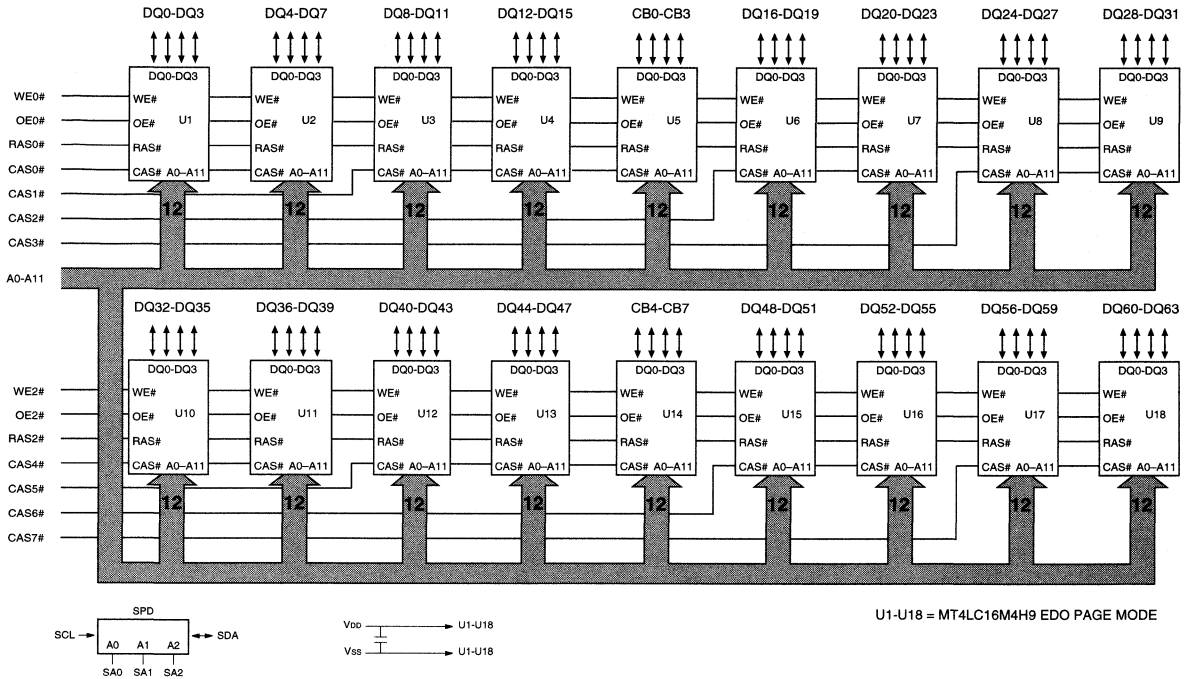 DQ0-DQ3 DQ4-DQ7 DQ8-DQ11 DQ12-DQ15 CB0-CB3 DQ16-DQ19 DQ20-DQ23 DQ24-DQ27 DQ28-DQ31
DQ0-DQ3 DQ0-DQ3 DQ0-DQ3 DQ0-DQ3 DQ0-DQ3 DQ0-DQ3 DQ0-DQ3 DQ0-DQ3 DQ0-DQ3
WE0# WE# WE# WE# WE# WE# WE# WE# WE# WE#
OE0# OE# U1 OE# U2 OE# U3 OE# U4 OE# U5 OE# U6 OE# U7 OE# U8 OE# U9
RAS0# RAS# RAS# RAS# RAS# RAS# RAS# RAS# RAS# RAS#
CAS0# CAS# A0–A11 CAS# A0–A11 CAS# A0–A11 CAS# A0–A11 CAS# A0–A11 CAS# A0–A11 CAS# A0–A11 CAS# A0–A11 CAS# A0–A11
CAS1#
12 12 12 12 12 12 12 12 12
CAS2#
CAS3#
A0-A11
DQ32-DQ35 DQ36-DQ39 DQ40-DQ43 DQ44-DQ47 CB4-CB7 DQ48-DQ51 DQ52-DQ55 DQ56-DQ59 DQ60-DQ63
DQ0-DQ3 DQ0-DQ3 DQ0-DQ3 DQ0-DQ3 DQ0-DQ3 DQ0-DQ3 DQ0-DQ3 DQ0-DQ3 DQ0-DQ3
WE2# WE# WE# WE# WE# WE# WE# WE# WE# WE#
OE2# OE# U10 OE# U11 OE# U12 OE# U13 OE# U14 OE# U15 OE# U16 OE# U17 OE# U18
RAS2# RAS# RAS# RAS# RAS# RAS# RAS# RAS# RAS# RAS#
CAS4# CAS# A0–A11 CAS# A0–A11 CAS# A0–A11 CAS# A0–A11 CAS# A0–A11 CAS# A0–A11 CAS# A0–A11 CAS# A0–A11 CAS# A0–A11
CAS5#
12 12 12 12 12 12 12 12 12
CAS6#
CAS7#
SPD
SCL A0 A1 A2 SDA
SA0 SA1 SA2
VDD U1-U18
VSS U1-U18
U1-U18 = MT4LC16M4H9 EDO PAGE MODE